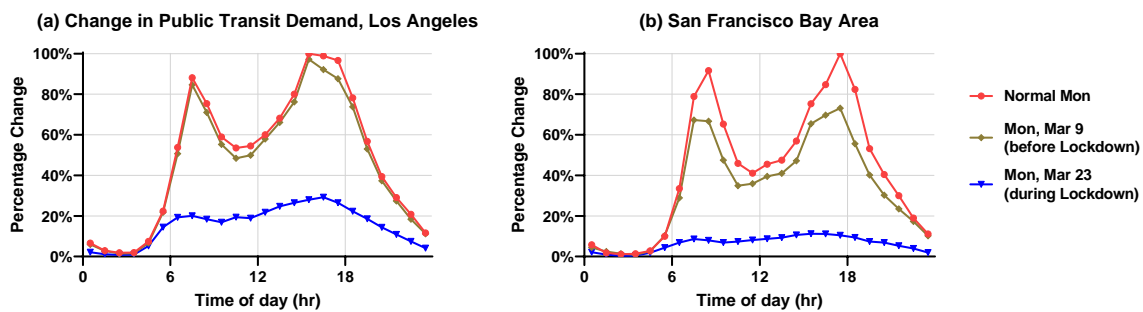 (a) Change in Public Transit Demand, Los Angeles
100%
80%
60%
40%
20%
0%
Percentage Change
0
6
12
18
Time of day (hr)
(b) San Francisco Bay Area
100%
80%
60%
40%
20%
0%
Percentage Change
0
6
12
18
Time of day (hr)
Normal Mon
Mon, Mar 9
(before Lockdown)
Mon, Mar 23
(during Lockdown)